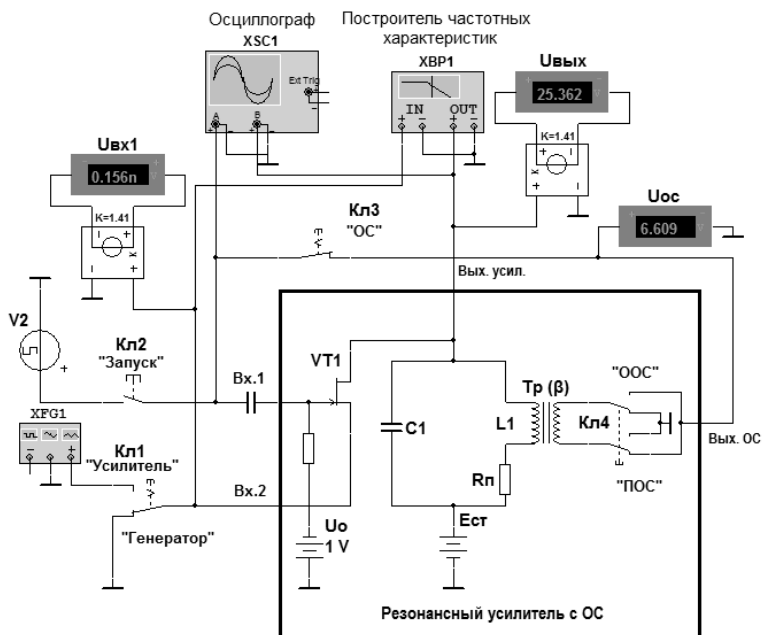 Осциллограф
XSC1
Ext Trig
A
B
Построитель частотных
характеристик
XBP1
IN
OUT
Uвых
25.362
K=1.41
Uвх1
0.156n
K=1.41
Кл3
"ОС"
Uос
6.609
Вых. усил.
V2
Кл2
"Запуск"
Вх.1
VT1
C1
L1
Тр (β)
Кл4
"ООС"
Вых. ОС
"ПОС"
XFG1
Кл1
"Усилитель"
Вх.2
Rп
"Генератор"
Uо
1 V
Eст
Резонансный усилитель с ОС